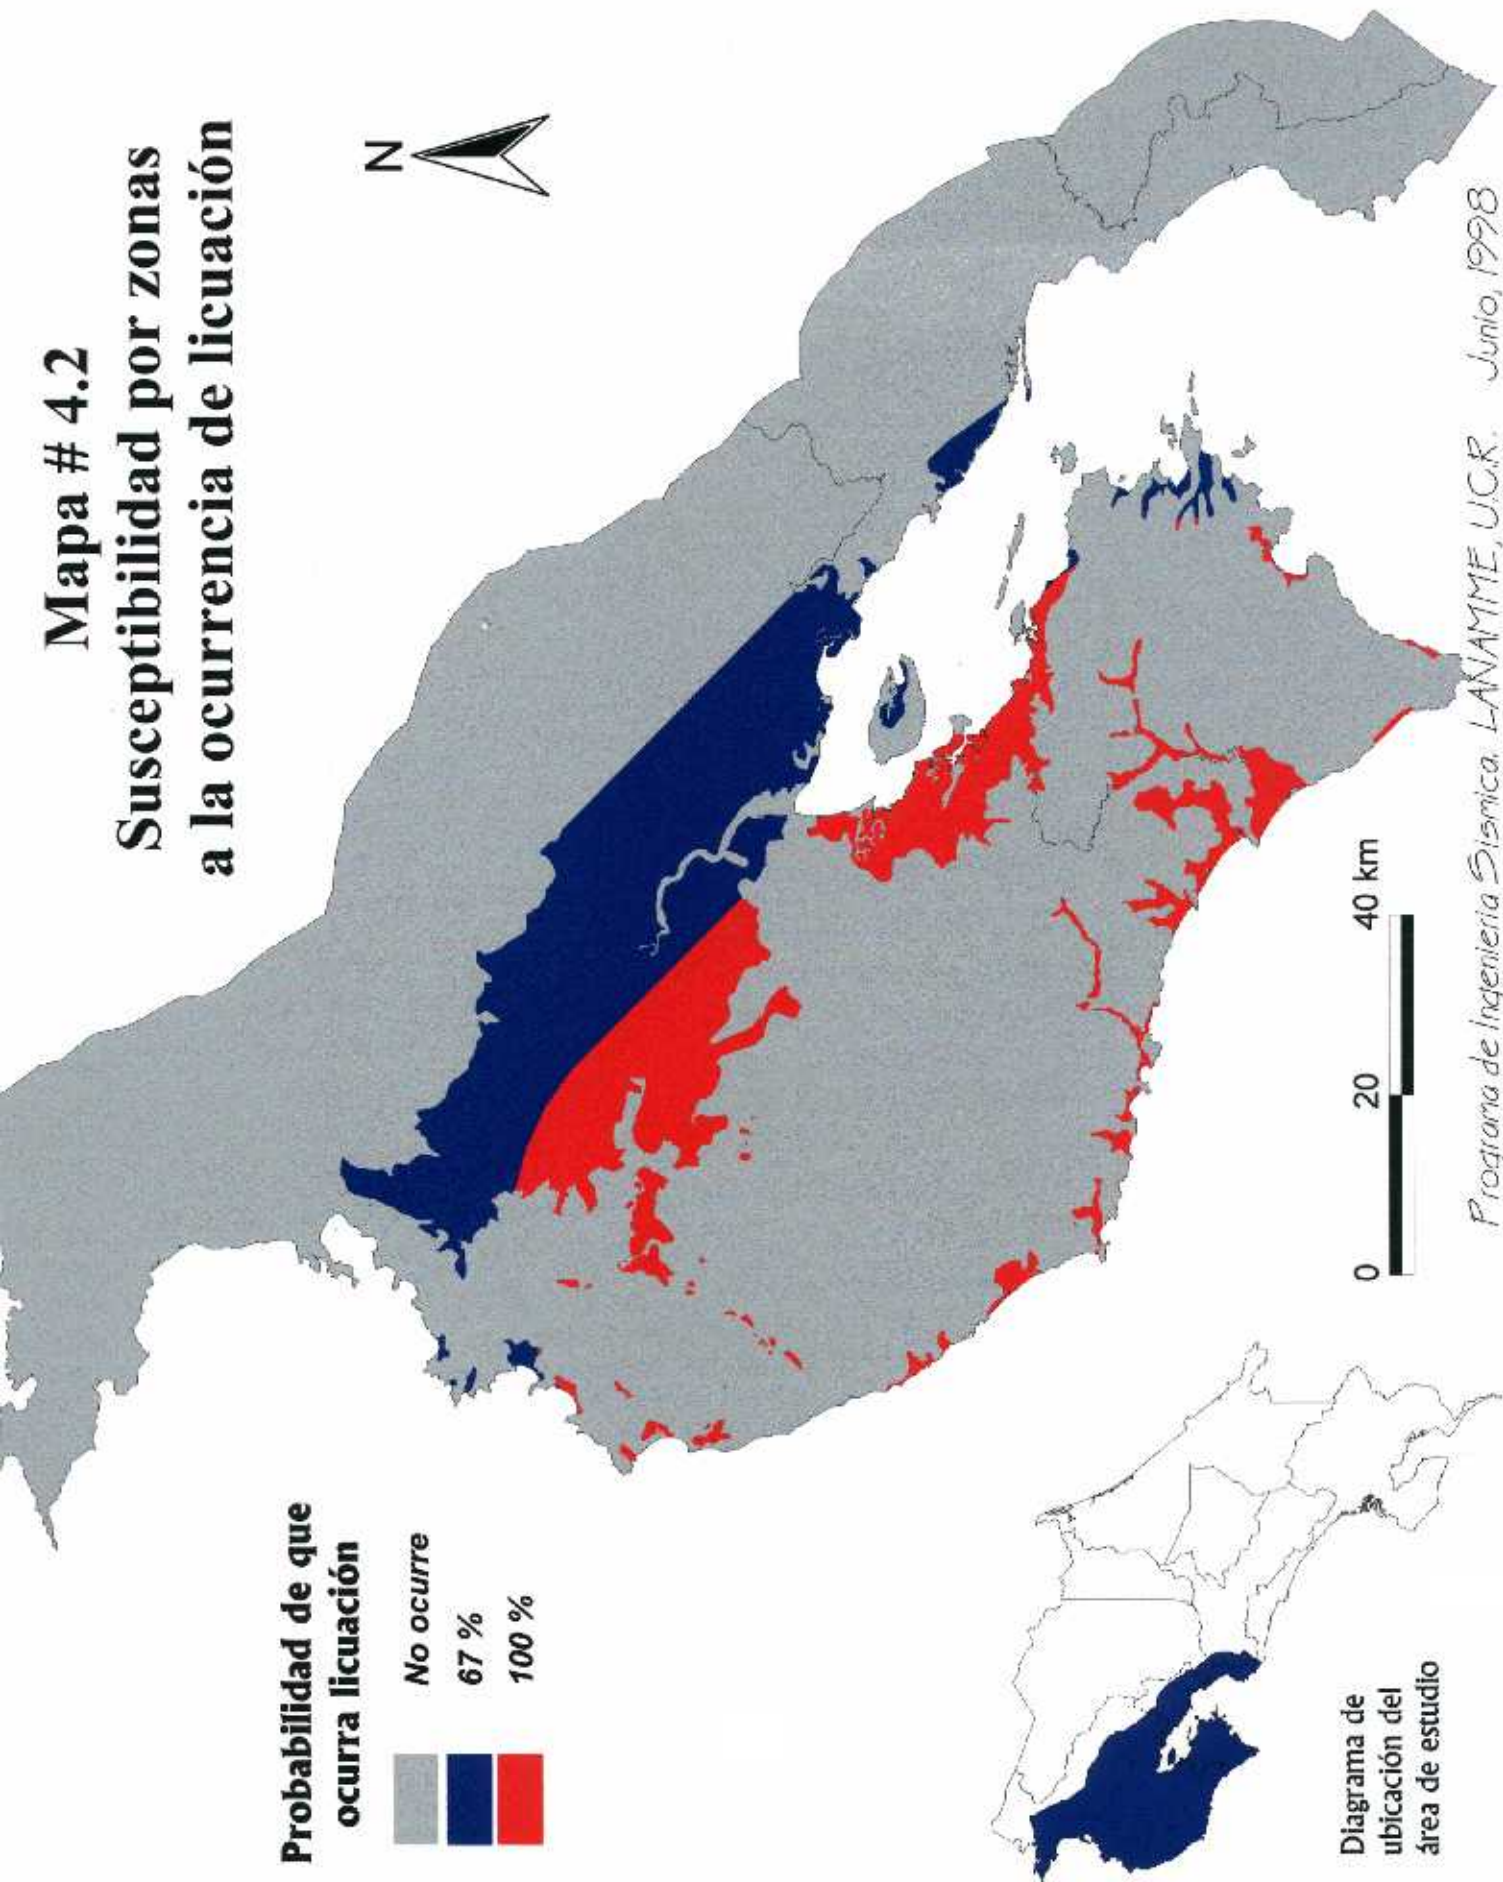 Mapa # 4.2
Susceptibilidad por zonas
a la ocurrencia de licuación
N
Probabilidad de que
ocurra licuación
No ocurre
67 %
100 %
0 20 40 km
Diagrama de
ubicación del
área de estudio
Programa de Ingeniería Sísmica. LANAMME, U.C.R. Junio, 1998